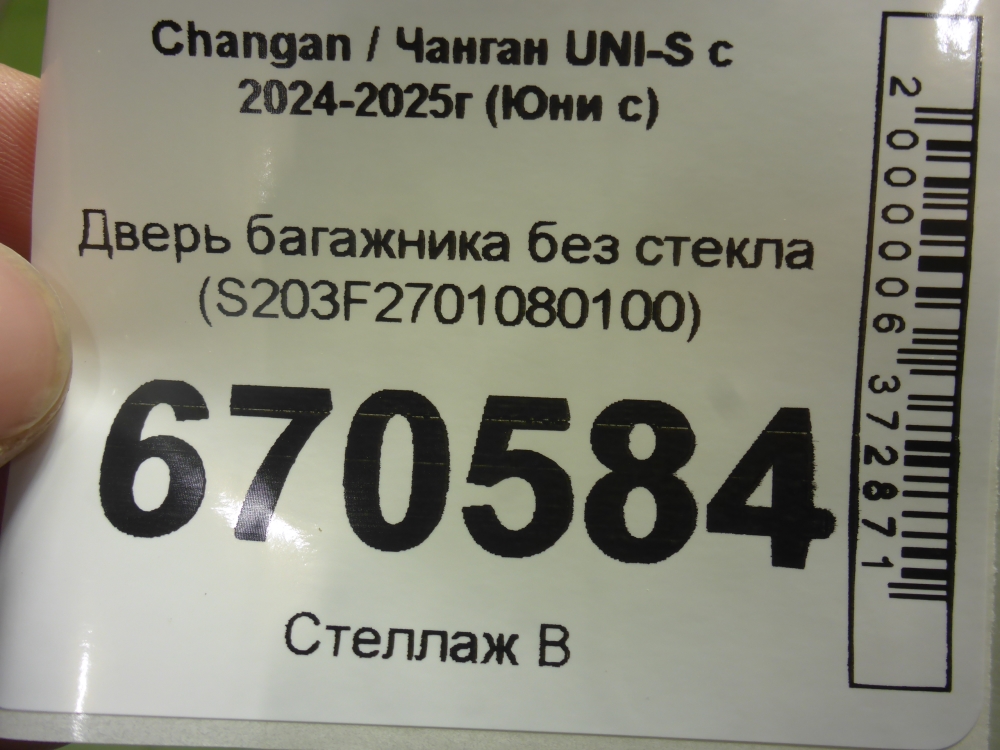 Changan / Чанган UNI-S с
2024-2025г (Юни с)
Дверь багажника без стекла
(S203F2701080100)
670584
Стеллаж В
2000006372871